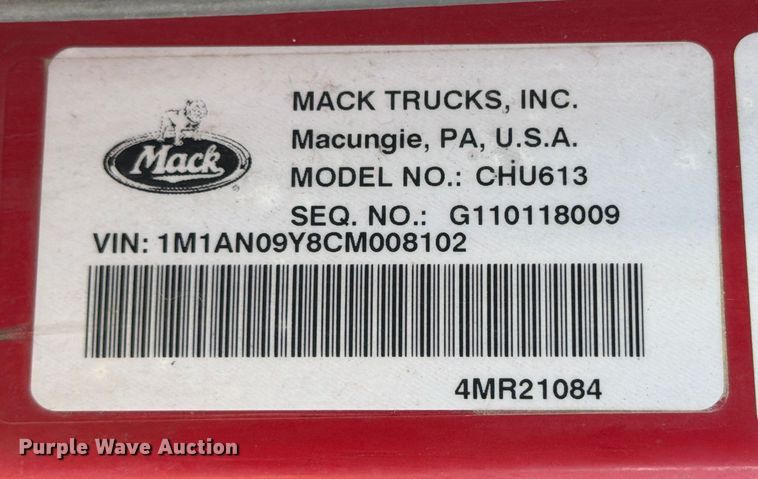 Mack
MACK TRUCKS, INC.
Macungie, PA, U.S.A.
MODEL NO.: CHU613
SEQ. NO.: G110118009
VIN: 1M1AN09Y8CM008102
4MR21084
Purple Wave Auction